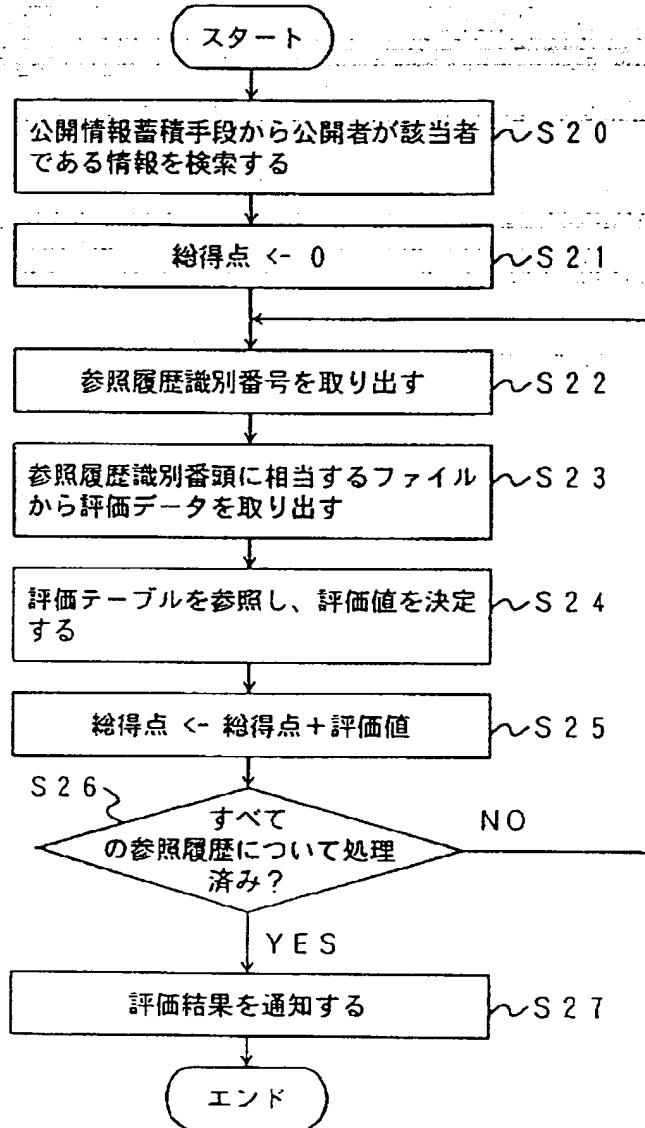 スタート
公開情報蓄積手段から公開者が該当者
である情報を検索する
S20
総得点 <- 0
S21
参照履歴識別番号を取り出す
S22
参照履歴識別番頭に相当するファイル
から評価データを取り出す
S23
評価テーブルを参照し、評価値を決定
する
S24
総得点 <- 総得点+評価値
S25
S26
すべて
の参照履歴について処理
済み?
NO
YES
評価結果を通知する
S27
エンド